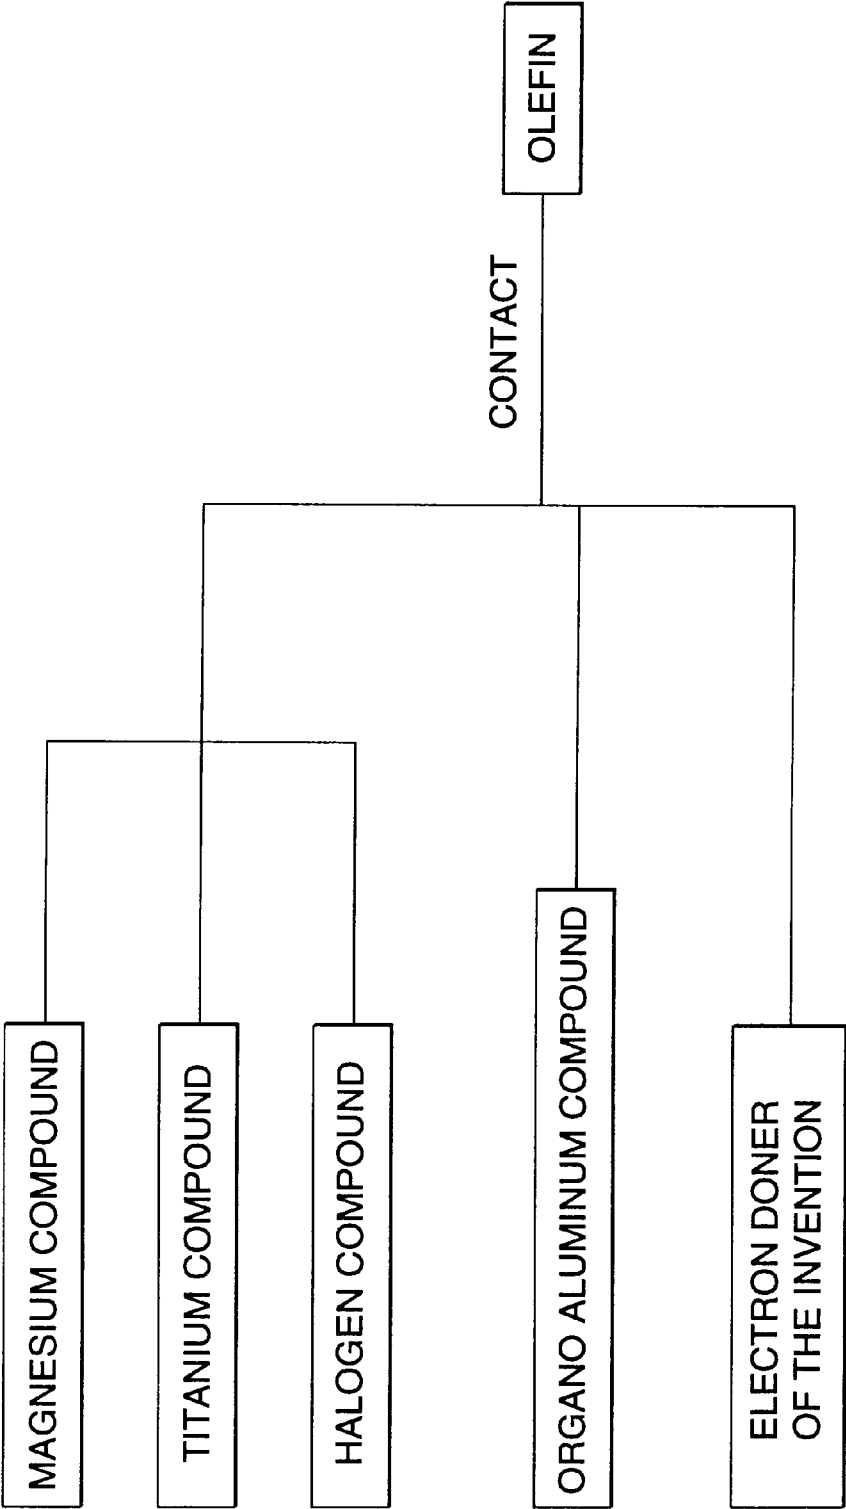 MAGNESIUM COMPOUND
TITANIUM COMPOUND
HALOGEN COMPOUND
ORGANO ALUMINUM COMPOUND
ELECTRON DONER
OF THE INVENTION
CONTACT
OLEFIN